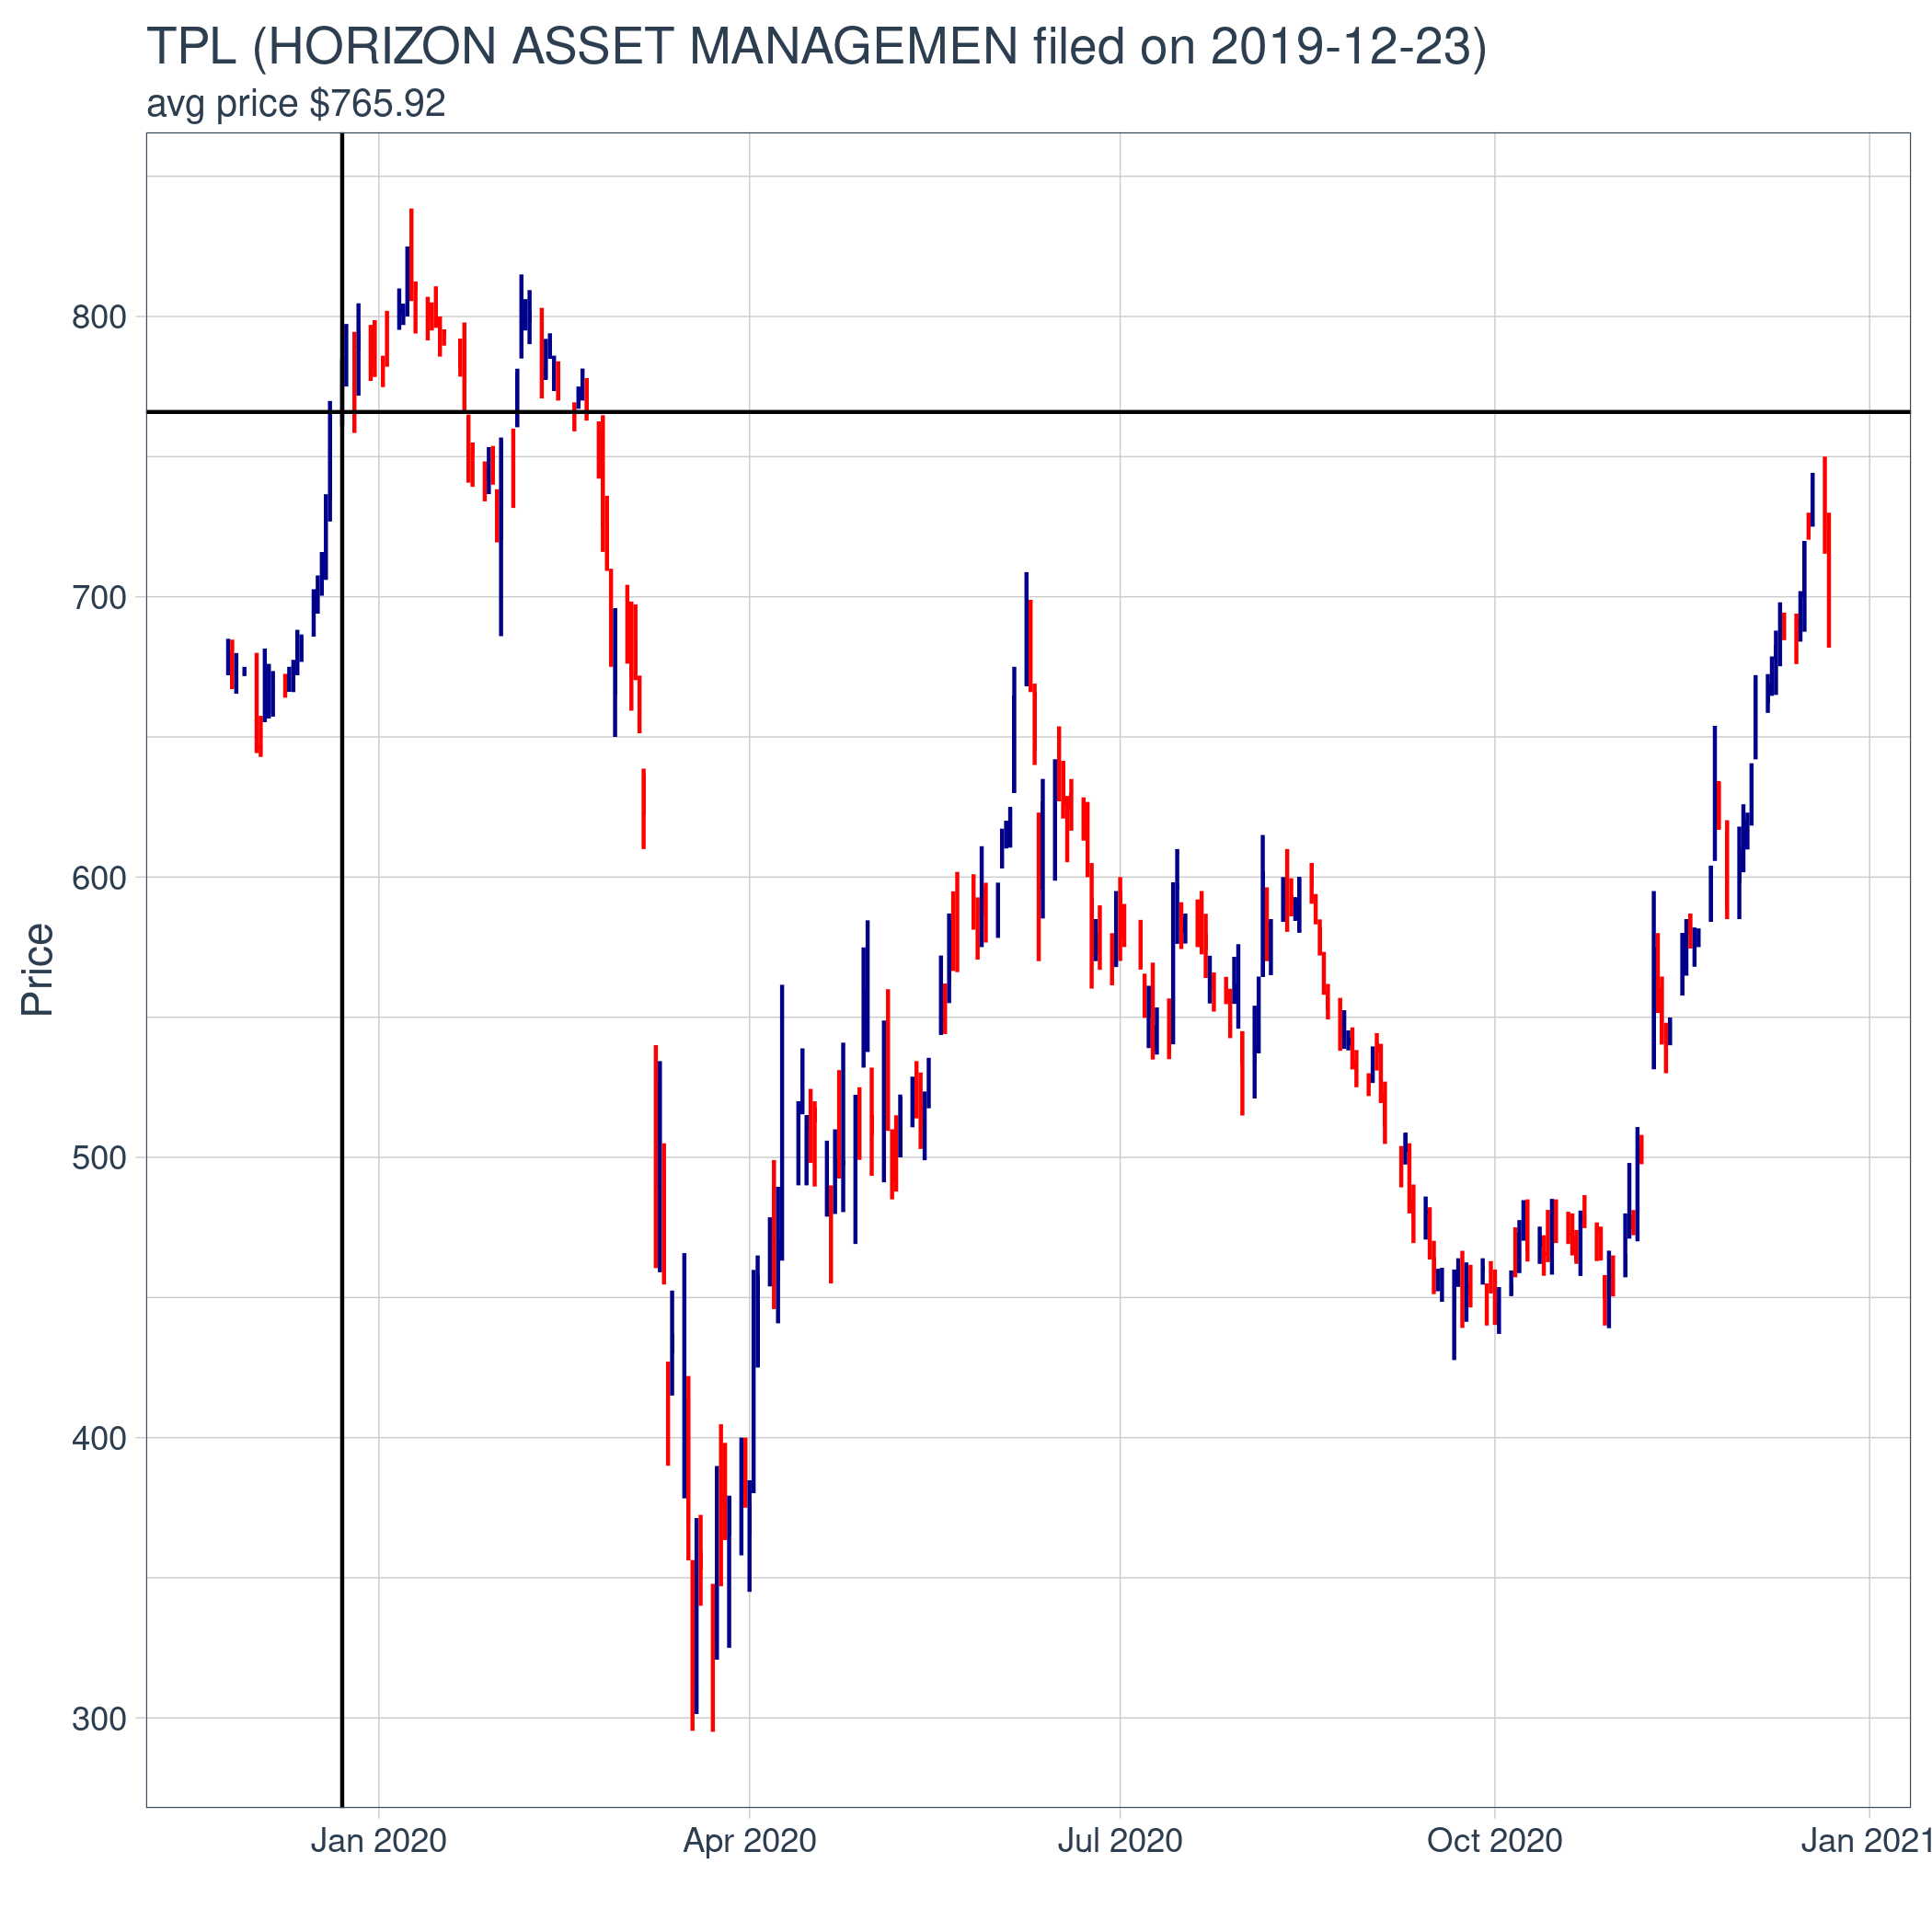 TPL (HORIZON ASSET MANAGEMEN filed on 2019-12-23)
avg price $765.92
800
700
600
500
400
300
Price
Jan 2020
Apr 2020
Jul 2020
Oct 2020
Jan 2021